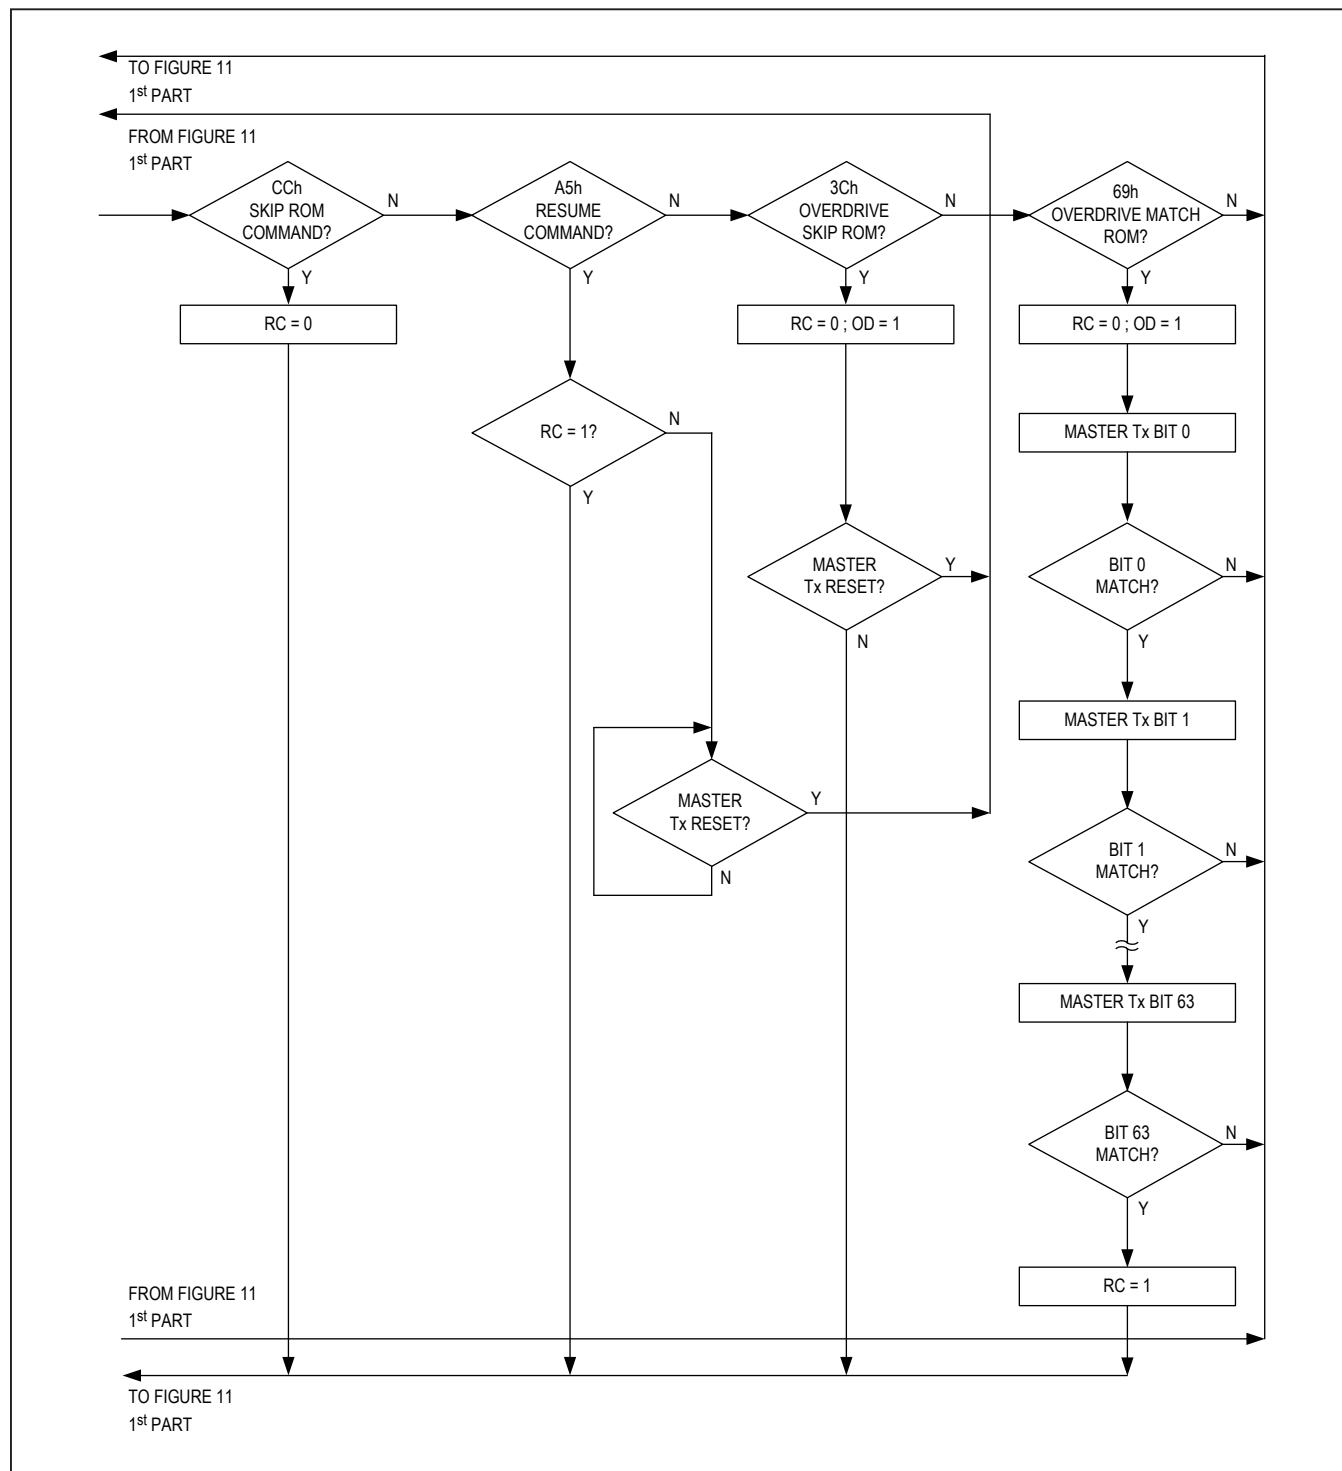 TO FIGURE 11
1st PART
FROM FIGURE 11
1st PART
CCh
SKIP ROM
COMMAND?
N
Y
A5h
RESUME
COMMAND?
N
Y
3Ch
OVERDRIVE
SKIP ROM?
N
Y
69h
OVERDRIVE MATCH
ROM?
N
Y
RC = 0
RC = 0 ; OD = 1
RC = 0 ; OD = 1
RC = 1?
N
Y
MASTER Tx BIT 0
MASTER
Tx RESET?
Y
N
BIT 0
MATCH?
N
Y
MASTER Tx BIT 1
MASTER
Tx RESET?
Y
N
BIT 1
MATCH?
N
Y
MASTER Tx BIT 63
BIT 63
MATCH?
N
Y
RC = 1
FROM FIGURE 11
1st PART
TO FIGURE 11
1st PART